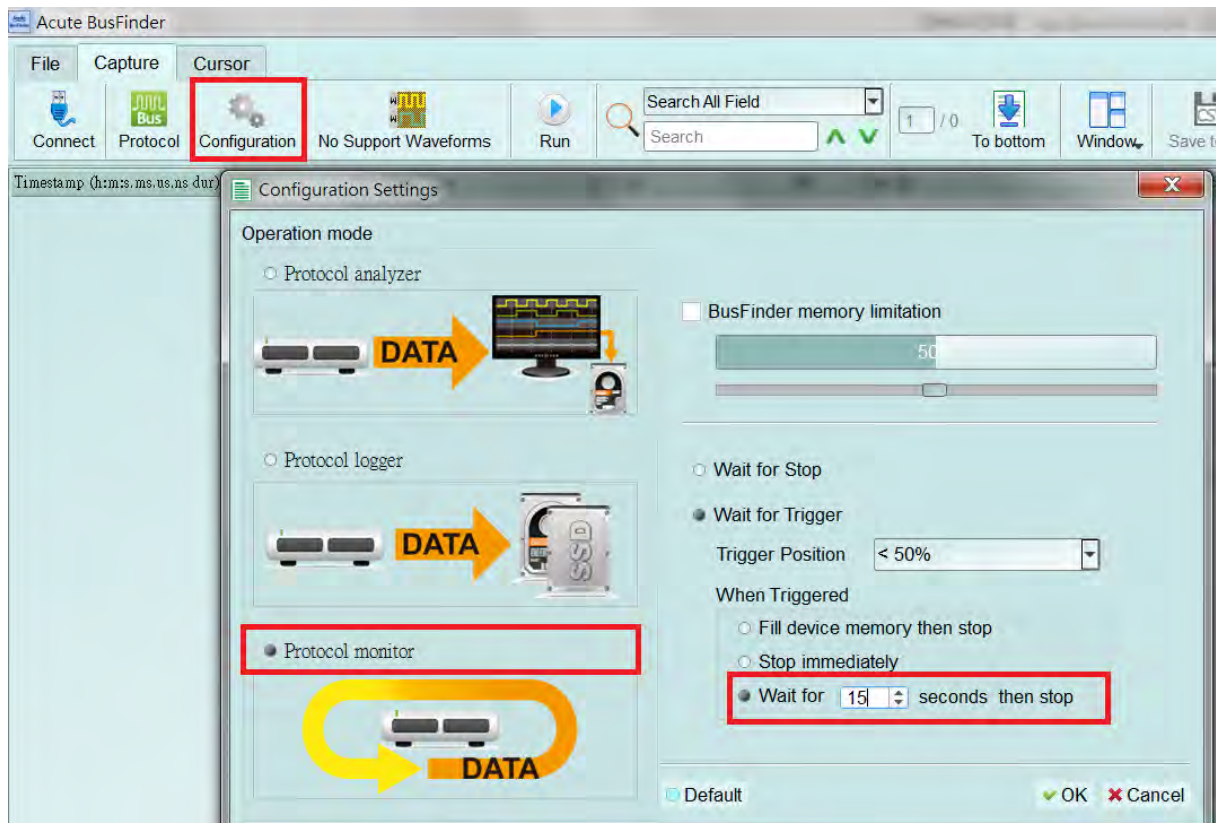 Acute BusFinder
File Capture Cursor
Bus
Connect Protocol Configuration No Support Waveforms Run
Search All Field
Search
1 / 0
To bottom Window
Timestamp (h:m:s.ms.us.ns dur)
Configuration Settings
Operation mode
Protocol analyzer
DATA
BusFinder memory limitation
50
Protocol logger
DATA
SSD
Wait for Stop
Wait for Trigger
Trigger Position < 50%
When Triggered
Fill device memory then stop
Stop immediately
Protocol monitor
Wait for 15 seconds then stop
DATA
Default OK Cancel